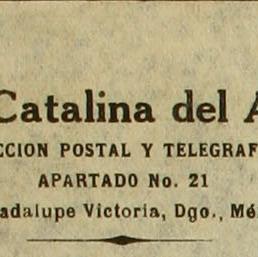 Catalina del A
CCION POSTAL Y TELEGRAF
APARTADO No. 21
adalupe Victoria, Dgo., Mé